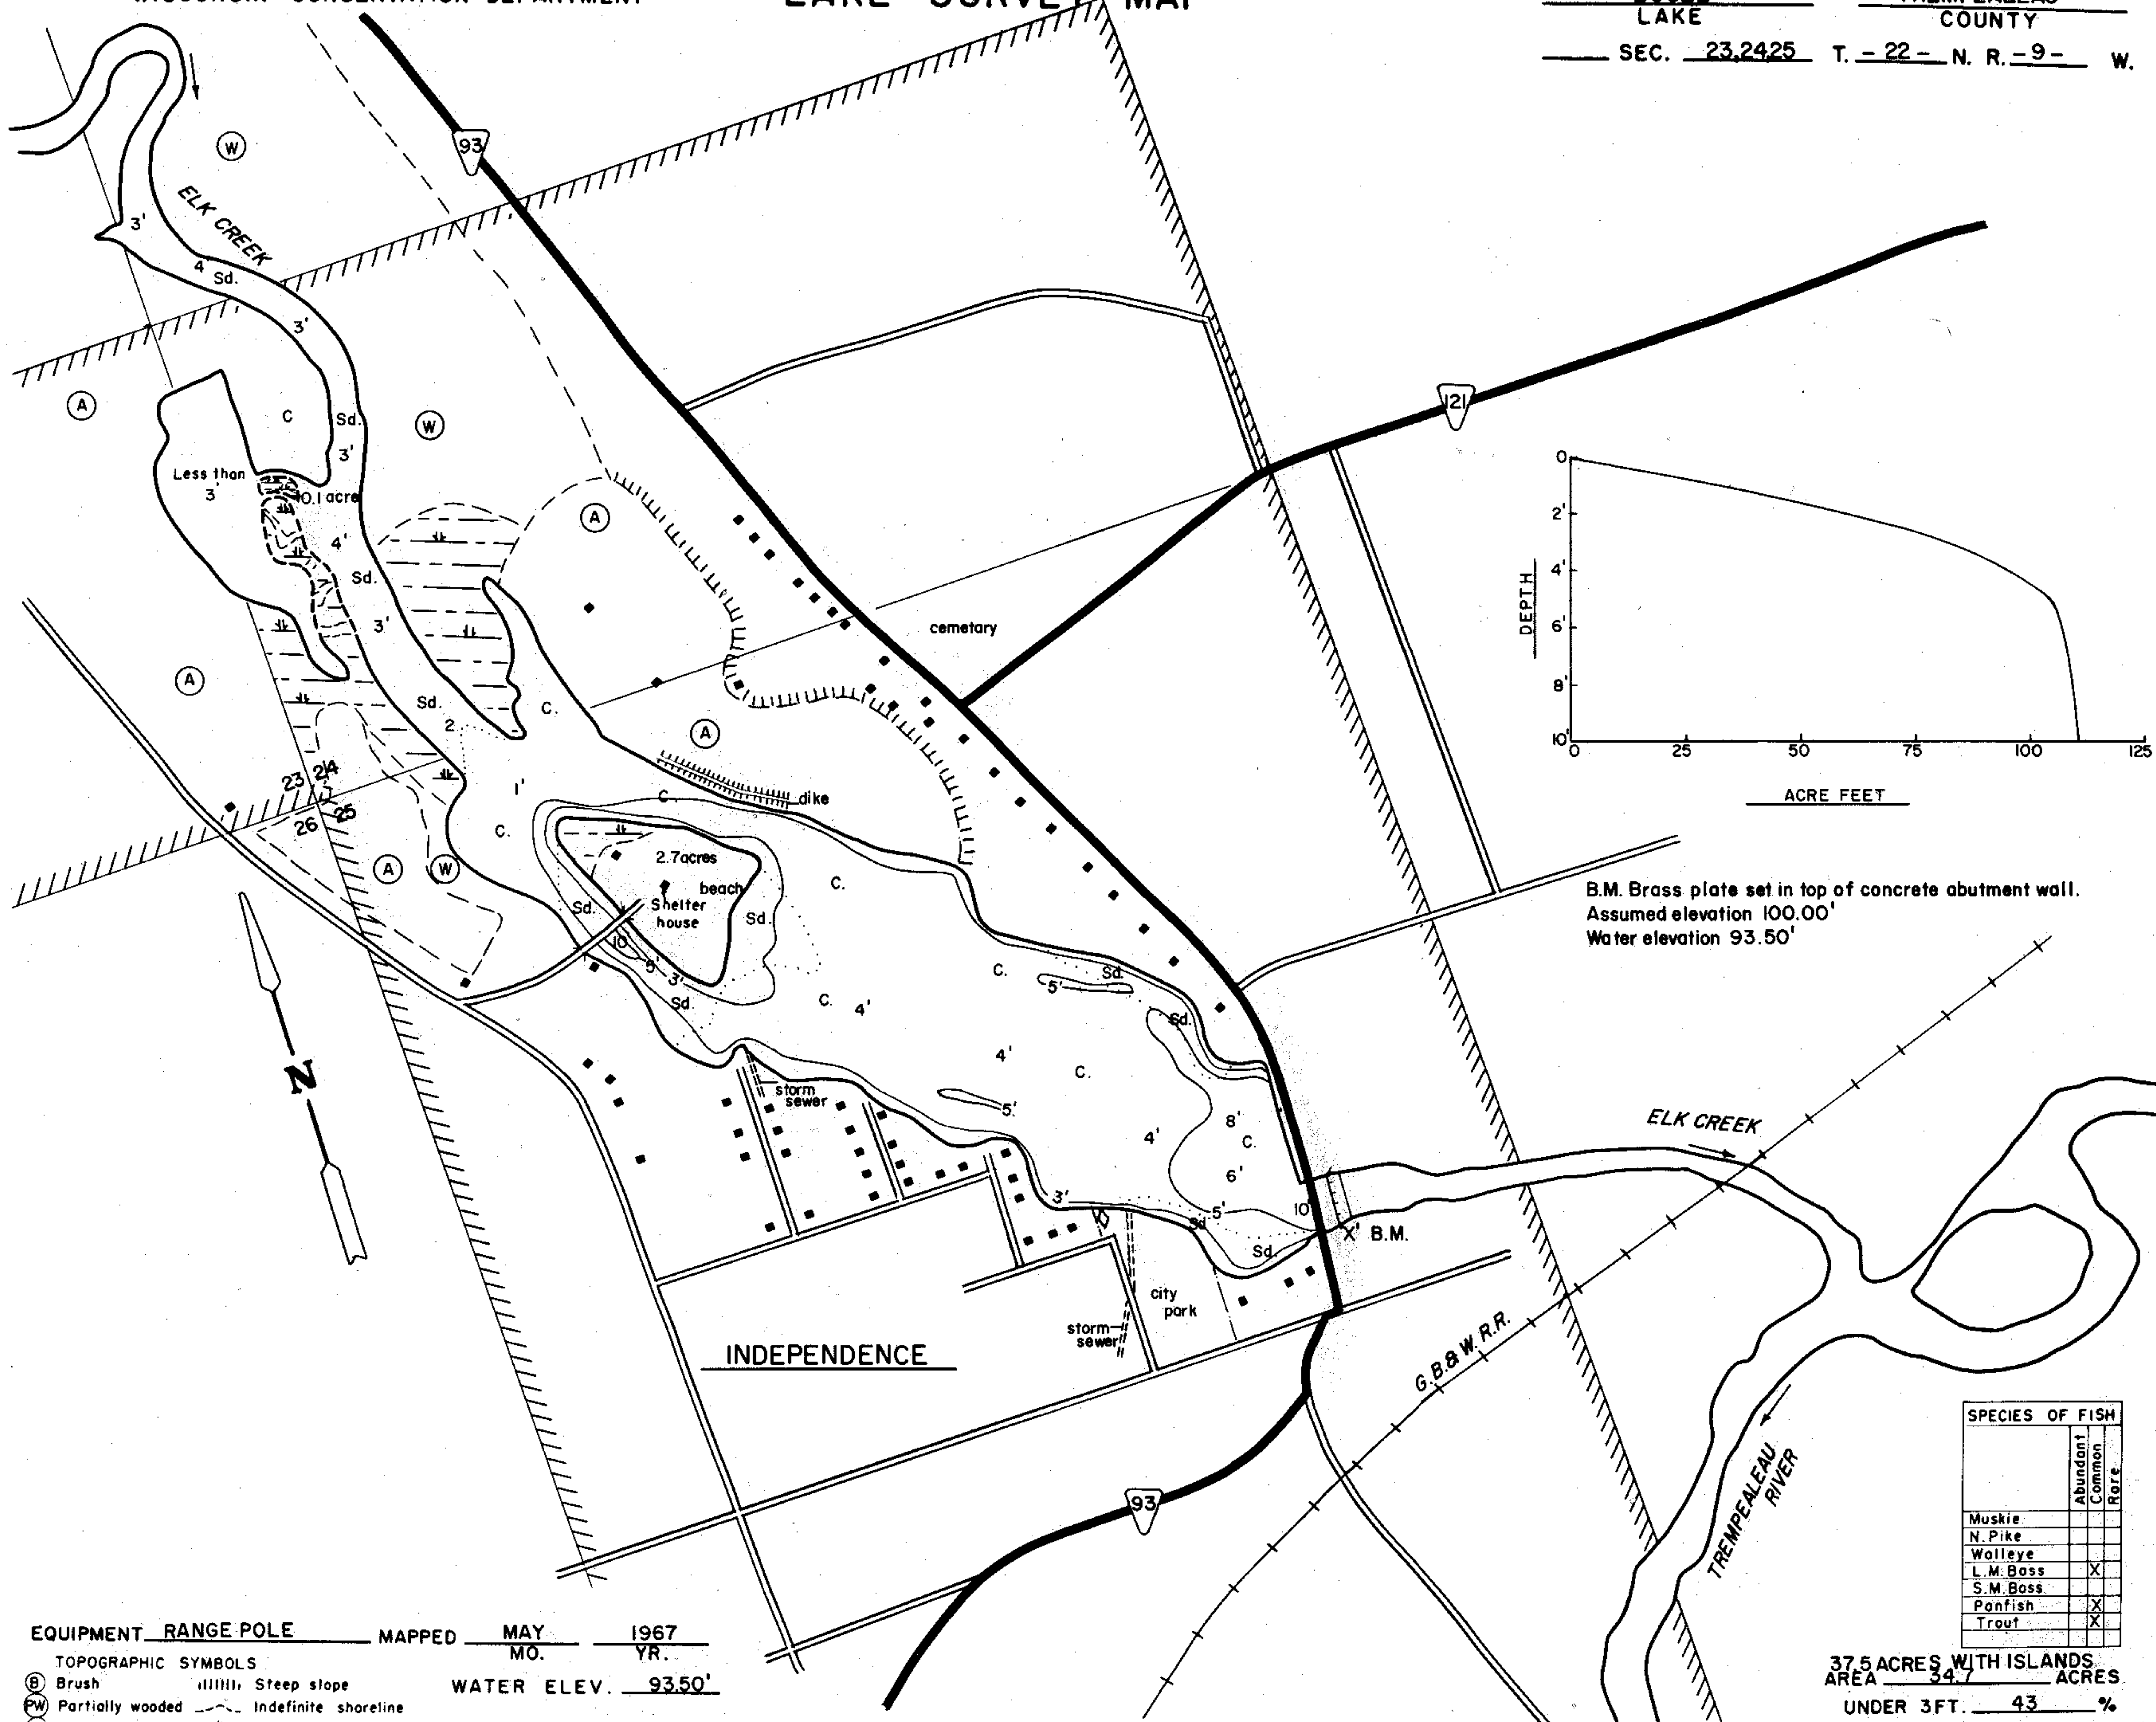 WISCONSIN CONSERVATION DEPARTMENT
LAKE SURVEY MAP
LAKE
COUNTY
SEC. 23,24,25 T. - 22 - N. R. - 9 - W.
93
W
ELK CREEK
3'
4'
Sd.
3'
A
C
Sd.
W
3'
Less than
3'
0.1 acre
A
4'
Sd.
3'
A
Sd.
2
C.
A
cemetary
121
0
2'
4'
6'
8'
10'
DEPTH
0 25 50 75 100 125
ACRE FEET
23 24
26 25
1'
C.
C.
dike
A
W
2.7acres
beach
Shelter
house
Sd.
Sd.
C.
10'
5'
3'
Sd.
B.M. Brass plate set in top of concrete abutment wall.
Assumed elevation 100.00'
Water elevation 93.50'
C.
Sd.
5'
C.
4'
Sd.
4'
C.
N
storm
sewer
5'
8'
C.
4'
6'
3'
5'
Sd.
10'
Sd.
X' B.M.
ELK CREEK
city
park
storm
sewer
INDEPENDENCE
G.B.& W. R.R.
93
TREMPEALEAU
RIVER
SPECIES OF FISH
Abundant
Common
Rare
Muskie
N. Pike
Walleye
L.M. Bass X
S.M. Bass
Panfish X
Trout X
EQUIPMENT RANGE POLE MAPPED MAY 1967
MO. YR.
TOPOGRAPHIC SYMBOLS
B Brush Steep slope
WATER ELEV. 93.50'
PW Partially wooded Indefinite shoreline
37.5 ACRES WITH ISLANDS
AREA 34.7 ACRES
UNDER 3 FT. 43 %